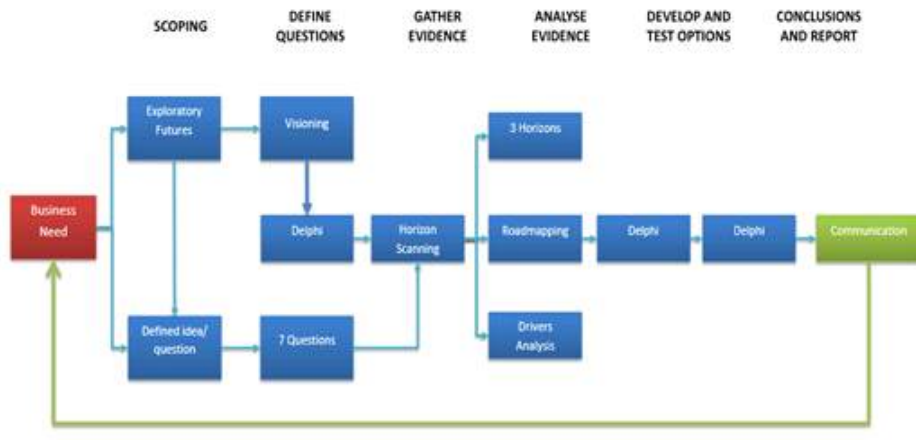 SCOPING
DEFINE
QUESTIONS
GATHER
EVIDENCE
ANALYSE
EVIDENCE
DEVELOP AND
TEST OPTIONS
CONCLUSIONS
AND REPORT
Exploratory
Futures
Visioning
3 Horizons
Business
Need
Delphi
Horizon
Scanning
Roadmapping
Delphi
Delphi
Communication
Defined idea/
question
7 Questions
Drivers
Analysis